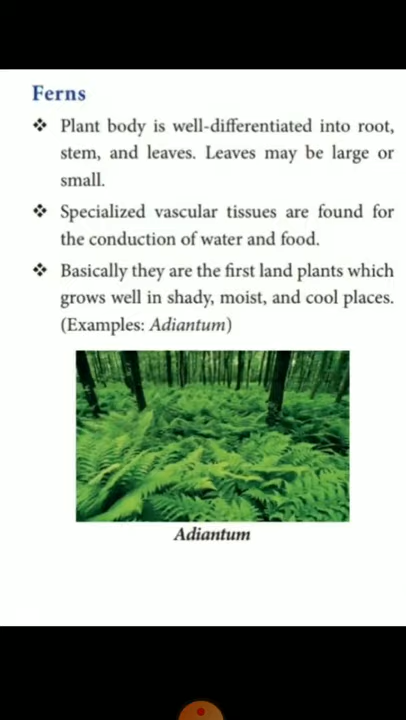 Ferns
❖ Plant body is well-differentiated into root,
stem, and leaves. Leaves may be large or
small.
❖ Specialized vascular tissues are found for
the conduction of water and food.
❖ Basically they are the first land plants which
grows well in shady, moist, and cool places.
(Examples: Adiantum)
Adiantum